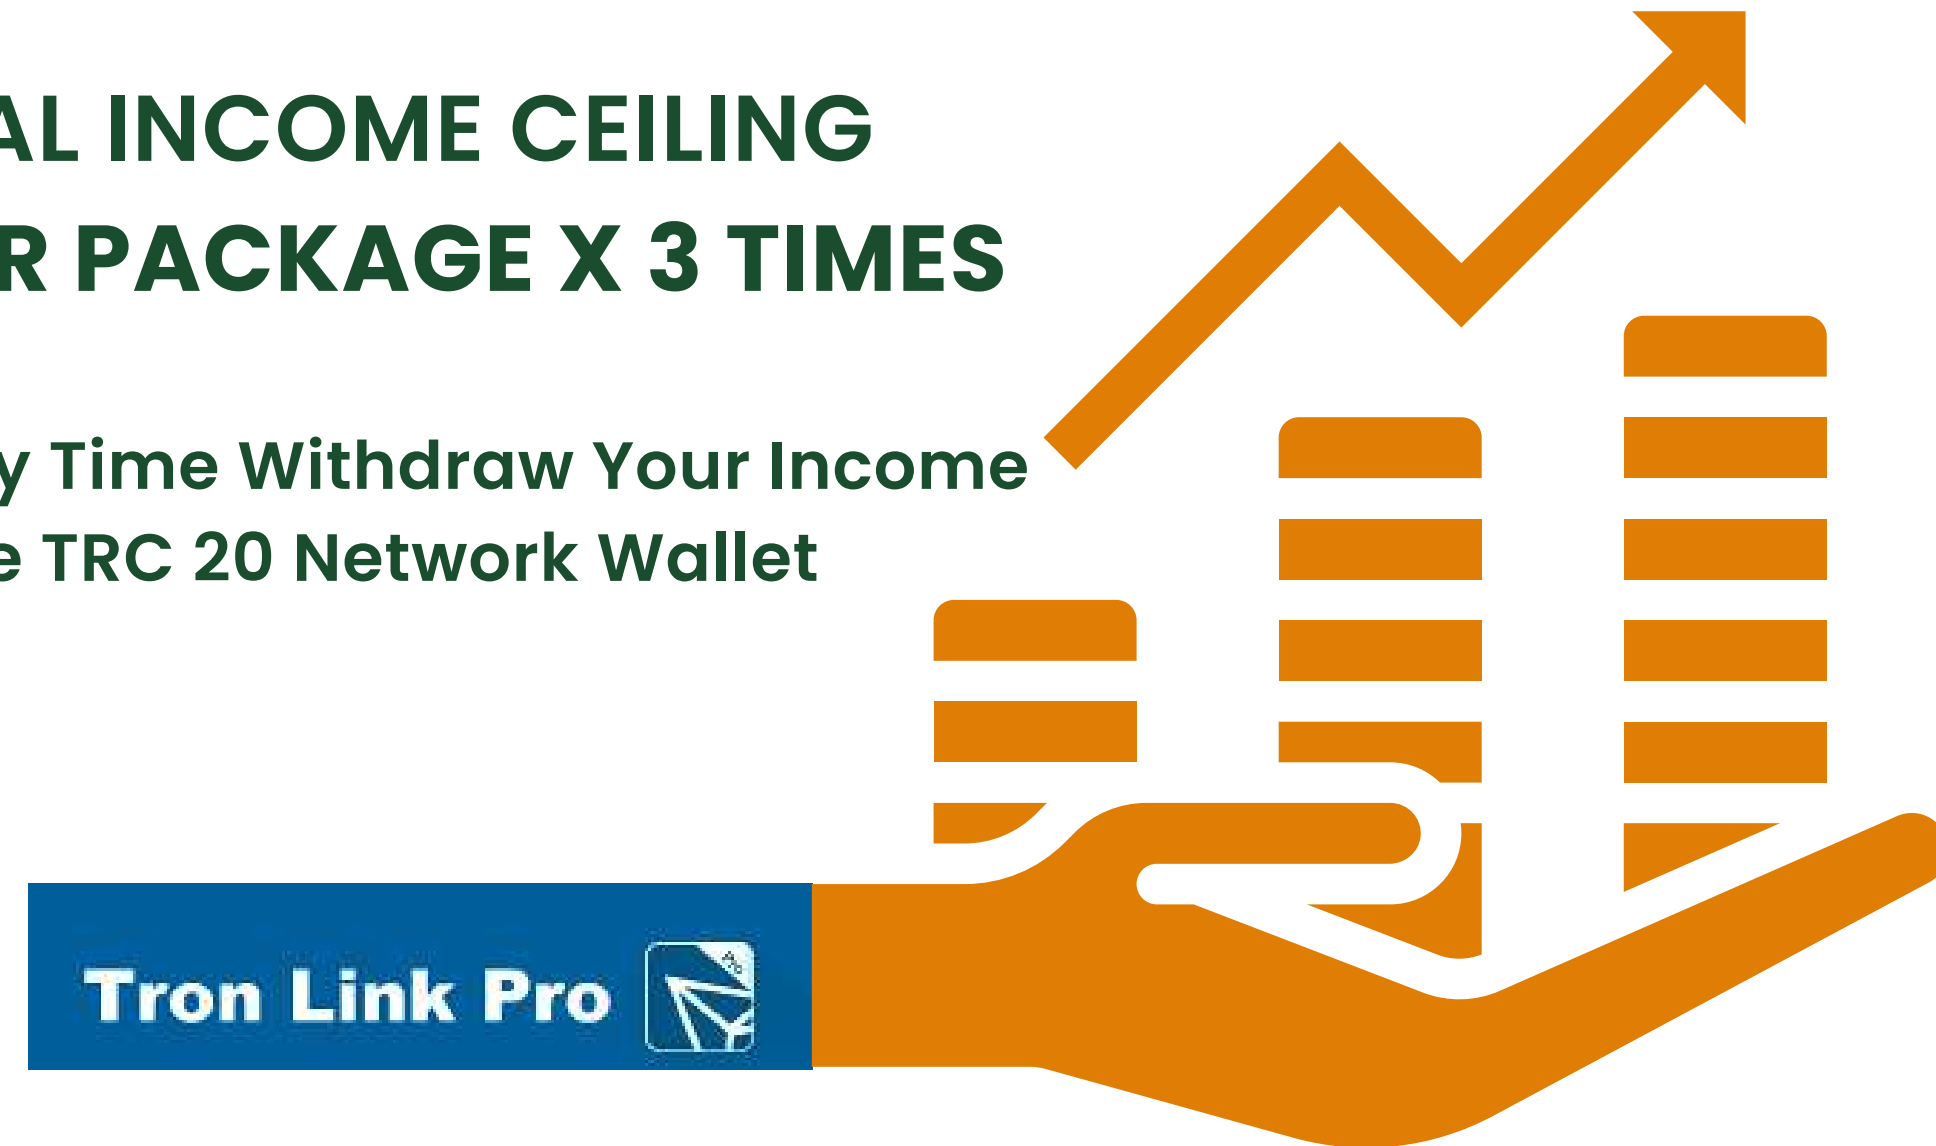 AL INCOME CEILING
R PACKAGE X 3 TIMES
y Time Withdraw Your Income
e TRC 20 Network Wallet
Tron Link Pro